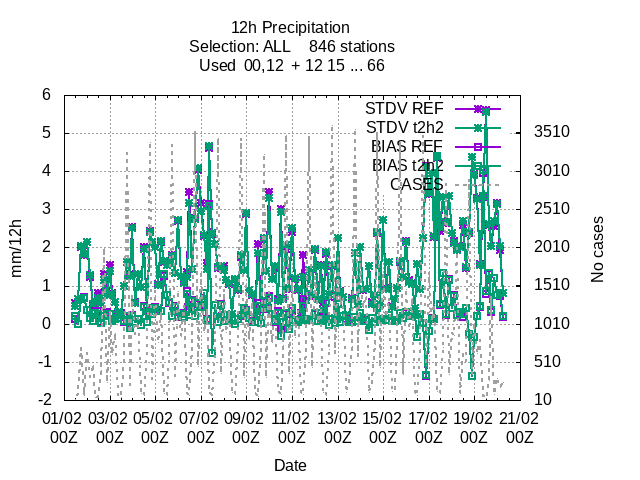 12h Precipitation
Selection: ALL    846 stations
Used  00,12  + 12 15 ... 66
STDV REF
STDV t2h2
BIAS REF
BIAS t2h2
CASES
6
5
4
3
2
1
0
-1
-2
mm/12h
3510
3010
2510
2010
1510
1010
510
10
No cases
01/02 03/02 05/02 07/02 09/02 11/02 13/02 15/02 17/02 19/02 21/02
00Z 00Z 00Z 00Z 00Z 00Z 00Z 00Z 00Z 00Z 00Z
Date